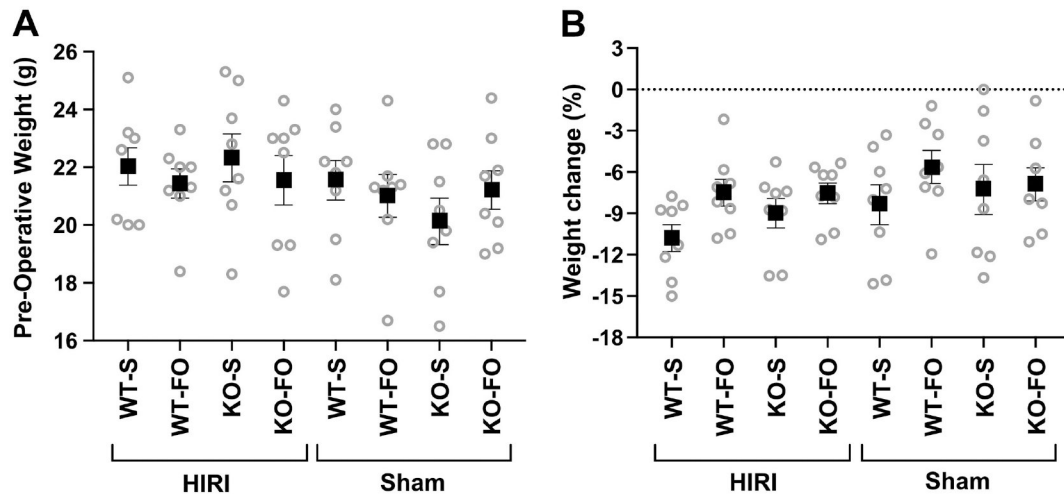 A
Pre-Operative Weight (g)
26
24
22
20
18
16
WT-S
WT-FO
KO-S
KO-FO
WT-S
WT-FO
KO-S
KO-FO
HIRI
Sham
B
Weight change (%)
3
0
-3
-6
-9
-12
-15
-18
WT-S
WT-FO
KO-S
KO-FO
WT-S
WT-FO
KO-S
KO-FO
HIRI
Sham